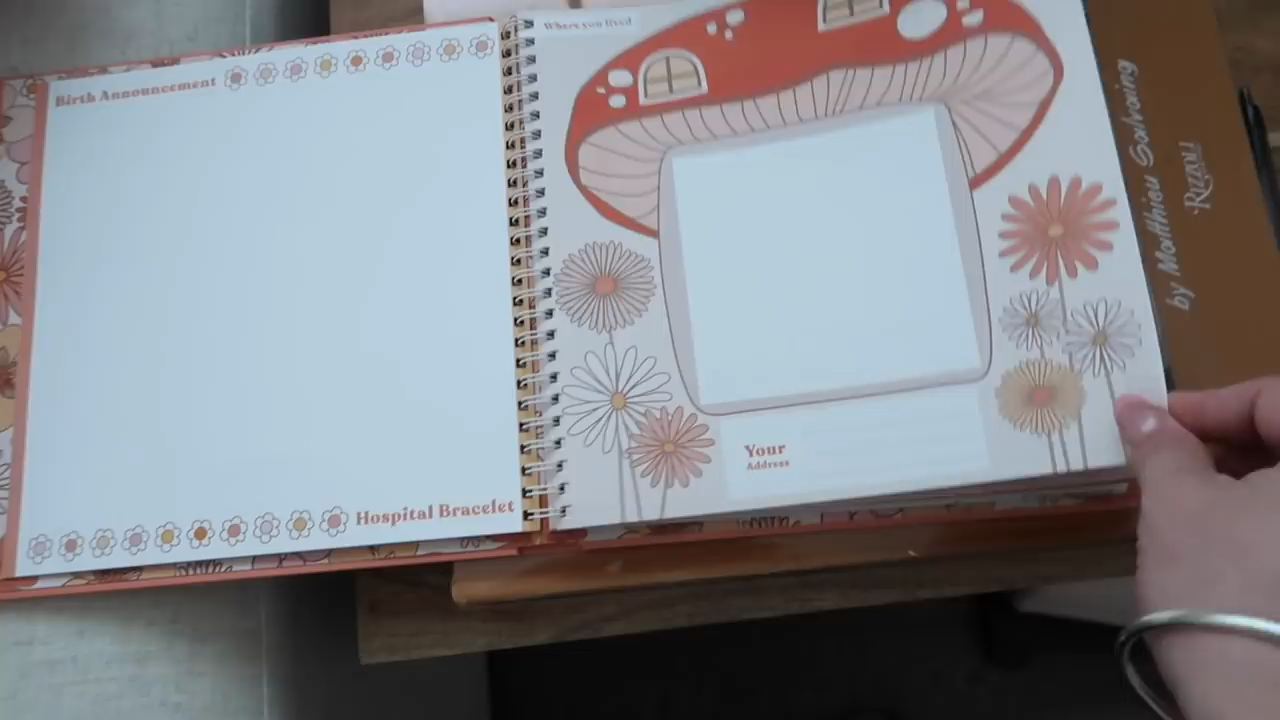 Birth Announcement
Hospital Bracelet
Where you lived
Your
Address
by Matthieu Salvaing
Rizzoli